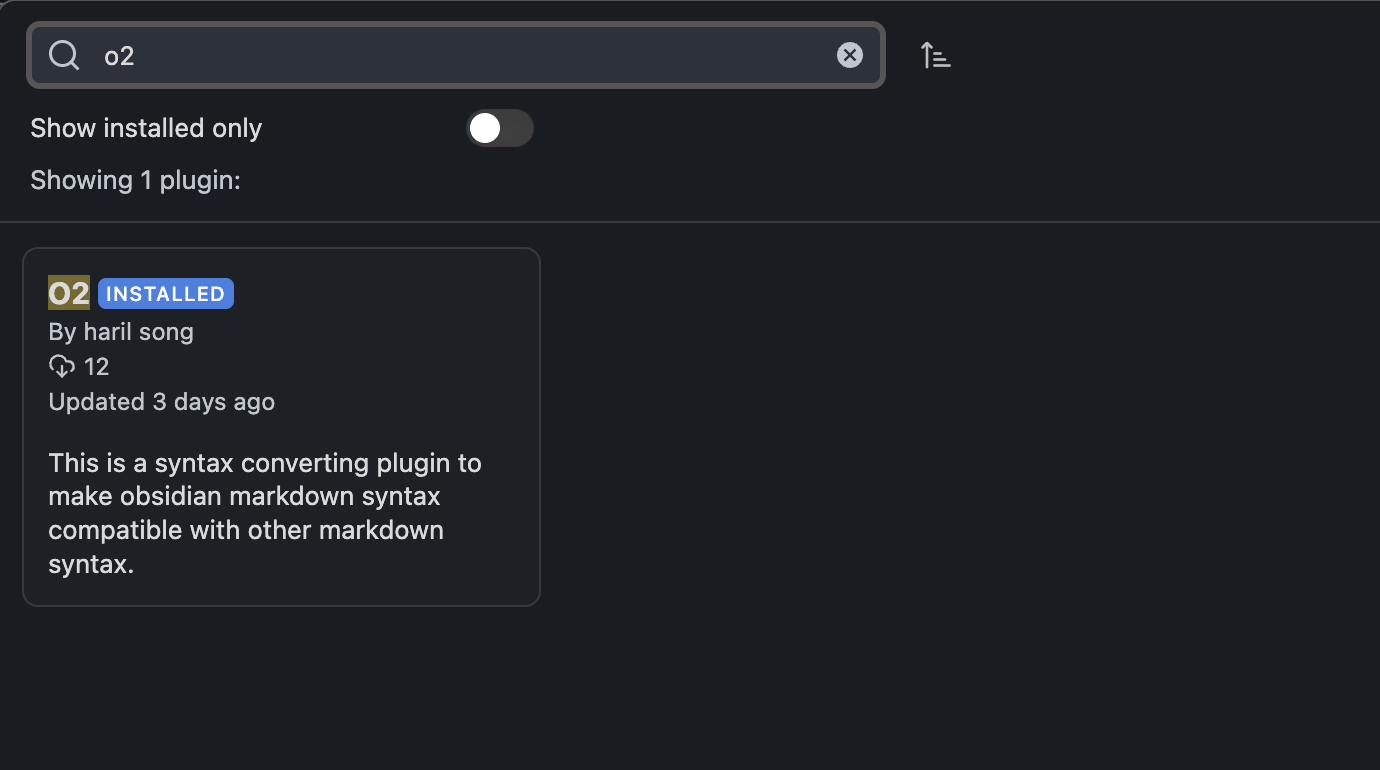 o2
Show installed only
Showing 1 plugin:
O2 INSTALLED
By haril song
12
Updated 3 days ago
This is a syntax converting plugin to
make obsidian markdown syntax
compatible with other markdown
syntax.